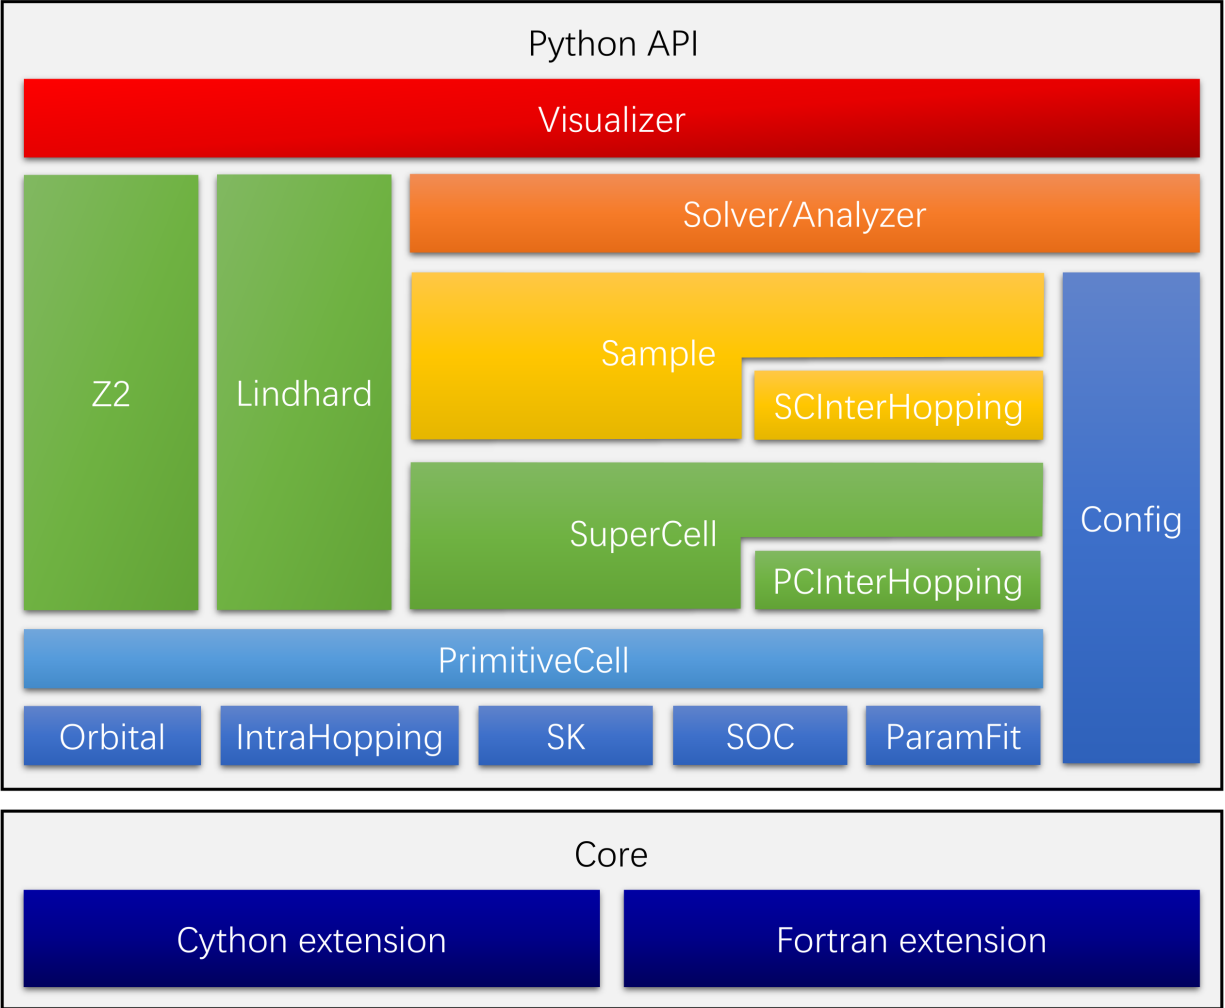 Python API
Visualizer
Solver/Analyzer
Z2
Lindhard
Sample
SCInterHopping
SuperCell
PCInterHopping
Config
PrimitiveCell
Orbital
IntraHopping
SK
SOC
ParamFit
Core
Cython extension
Fortran extension